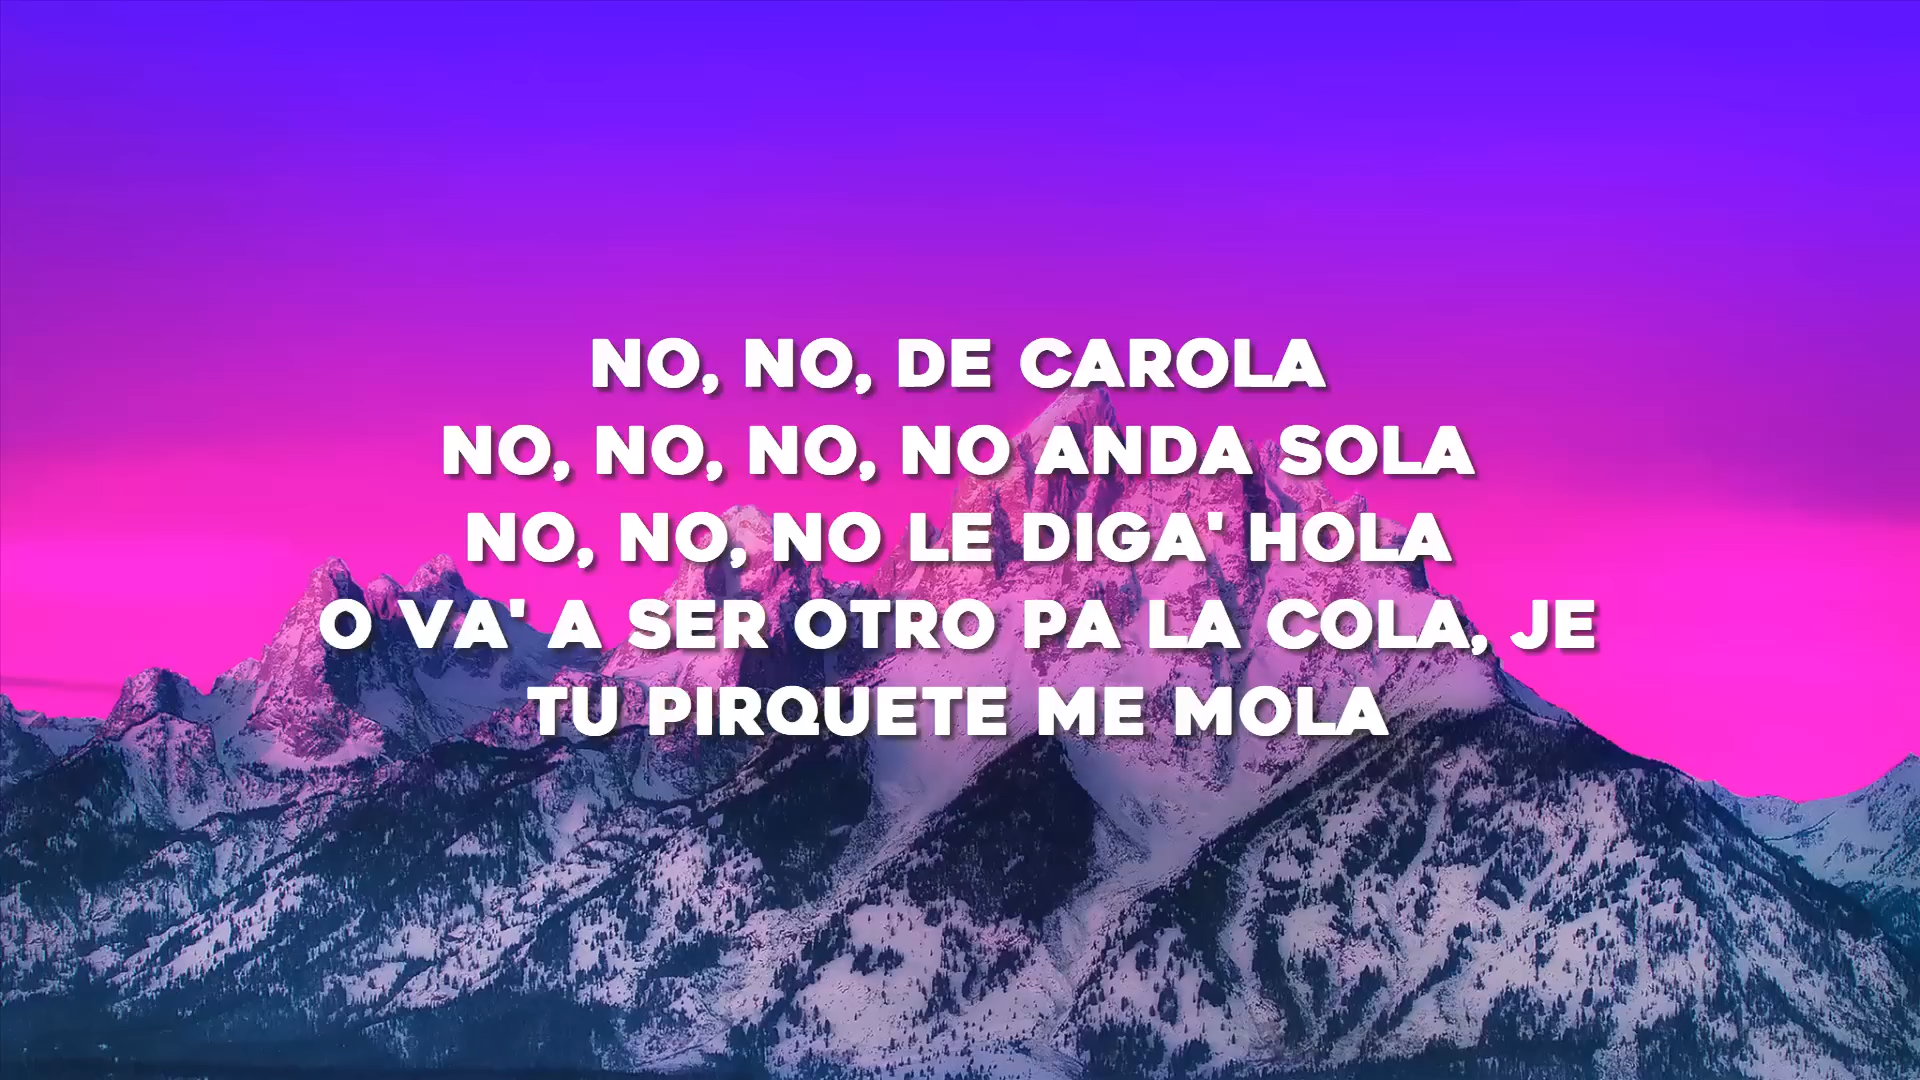 NO, NO, DE CAROLA
NO, NO, NO, NO ANDA SOLA
NO, NO, NO LE DIGA' HOLA
O VA' A SER OTRO PA LA COLA, JE
TU PIRQUETE ME MOLA